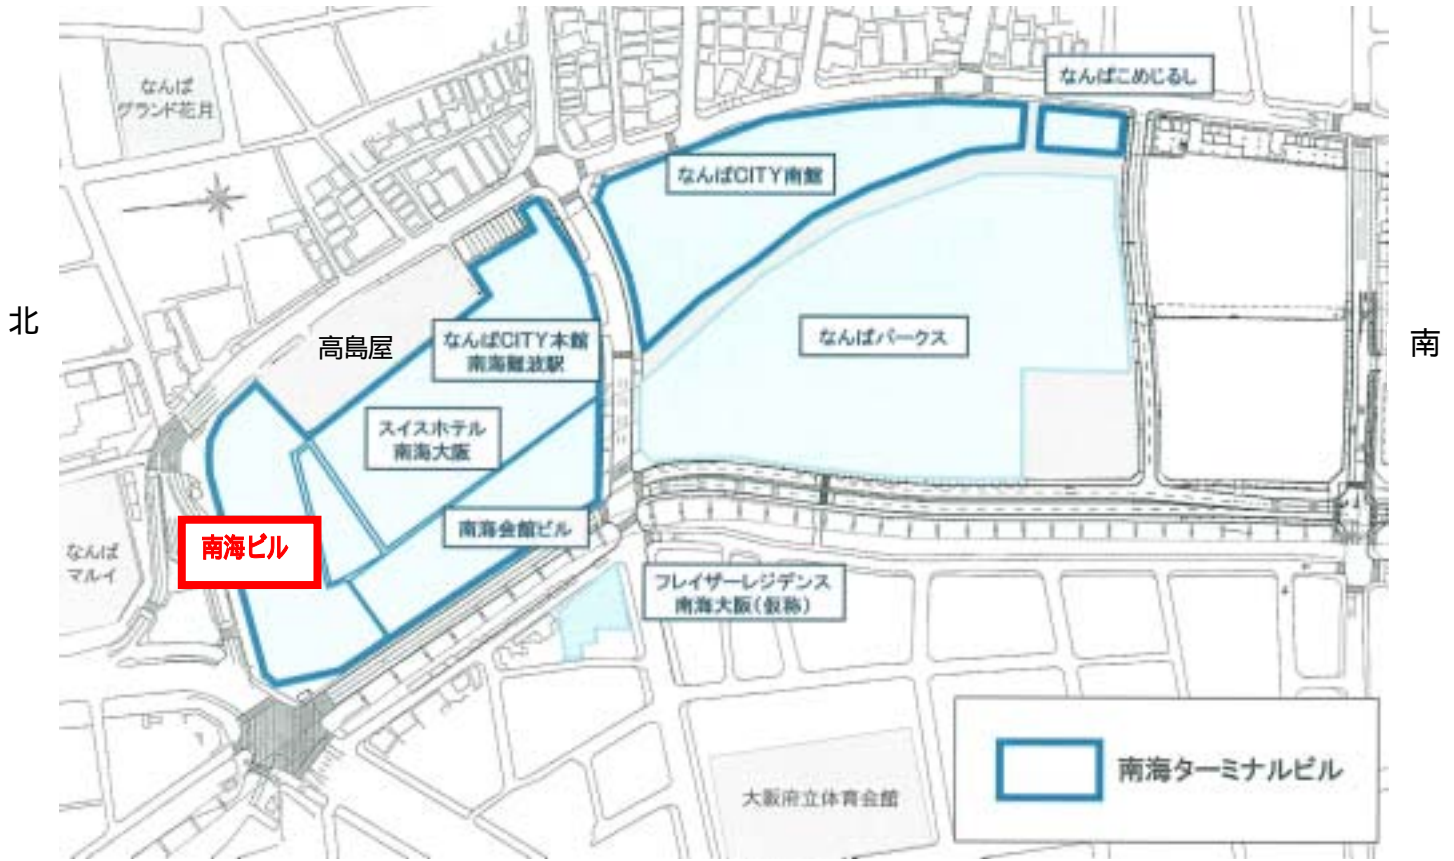 なんばこめじるし
なんば
グランド花月
なんばCITY南館
北
高島屋
なんばCITY本館
南海難波駅
なんばパークス
南
スイスホテル
南海大阪
南海会館ビル
南海ビル
なんば
マルイ
フレイザーレジデンス
南海大阪(仮称)
南海ターミナルビル
大阪府立体育会館